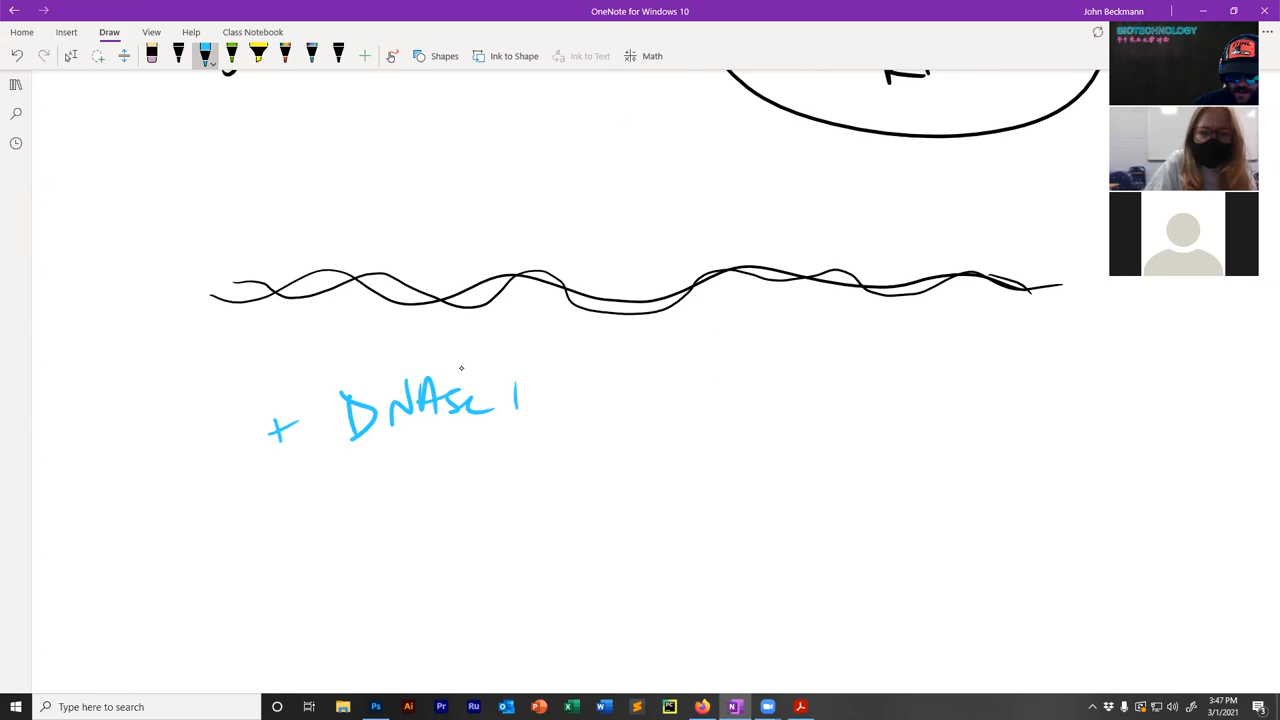 OneNote for Windows 10
John Beckmann
Home Insert Draw View Help Class Notebook
Shapes Ink to Shape Ink to Text Math
BIOTECHNOLOGY
+ DNAse I
Type here to search
3:47 PM
3/1/2021